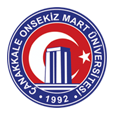 ÇANAKKALE ONSEKİZ MART ÜNİVERSİTESİ
• 1992 •